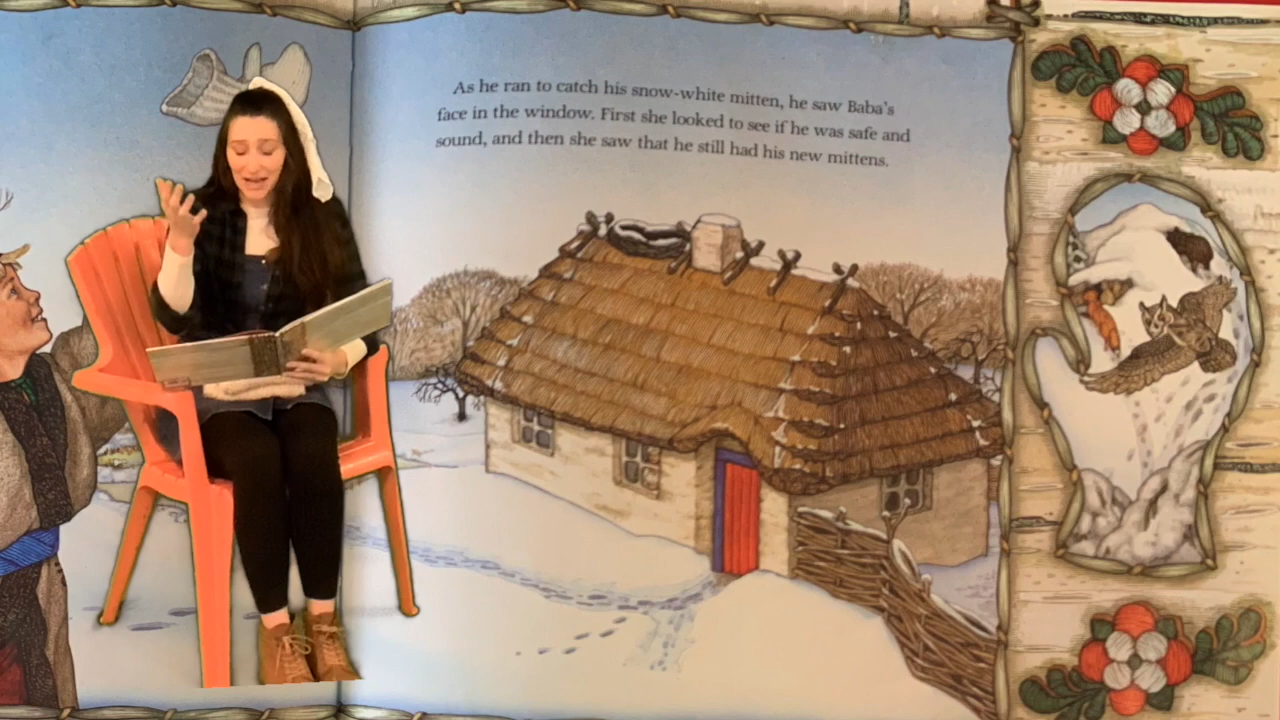 As he ran to catch his snow-white mitten, he saw Baba's
face in the window. First she looked to see if he was safe and
sound, and then she saw that he still had his new mittens.